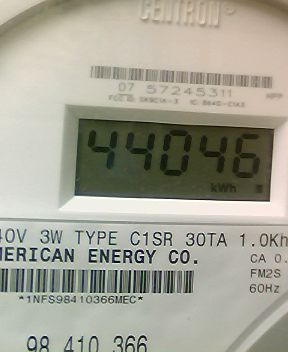 CENTRON®
07 57245311
44046
kWh
40V 3W TYPE C1SR 30TA 1.0Kh
MERICAN ENERGY CO. CA 0.
FM2S
*1NFS98410366MEC* 60Hz
98 410 366